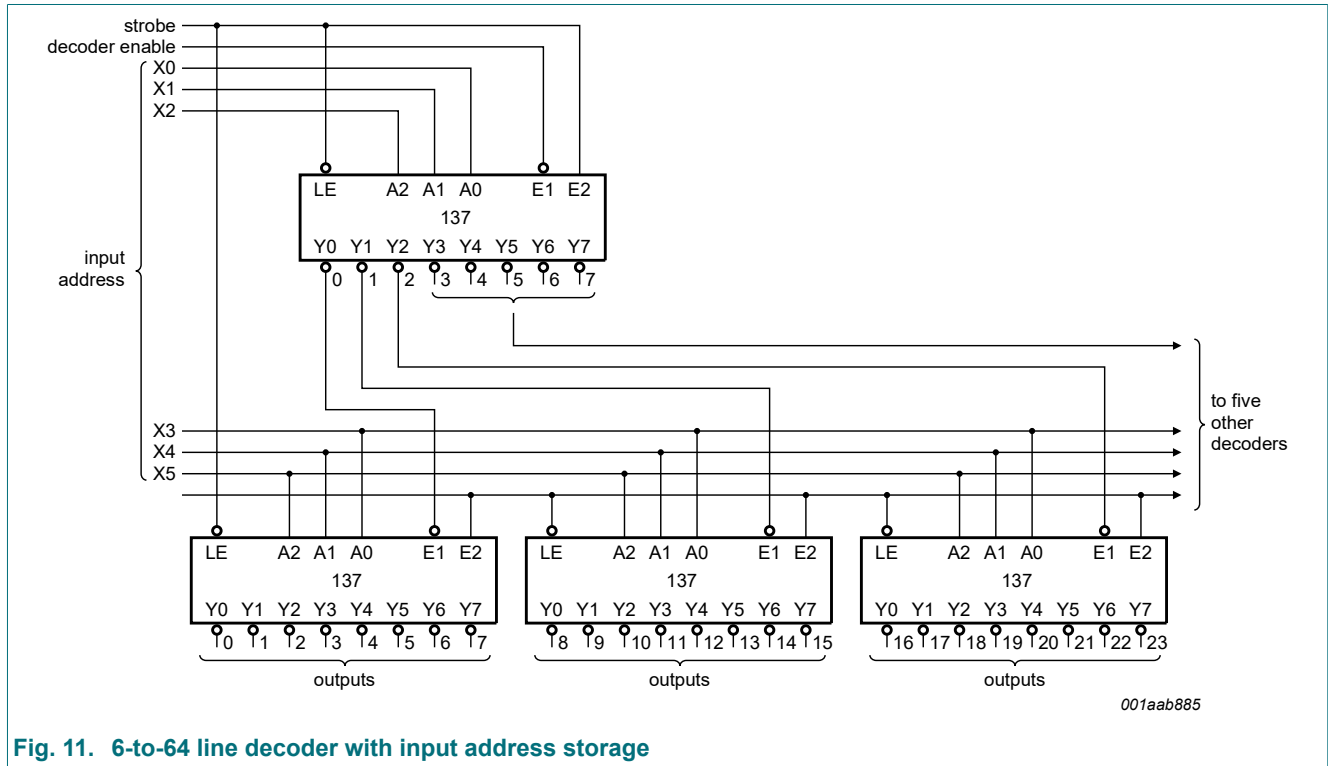 strobe
decoder enable
X0
X1
X2
LE A2 A1 A0 E1 E2
137
Y0 Y1 Y2 Y3 Y4 Y5 Y6 Y7
0 1 2 3 4 5 6 7
input
address
to five
other
decoders
X3
X4
X5
LE A2 A1 A0 E1 E2
137
Y0 Y1 Y2 Y3 Y4 Y5 Y6 Y7
0 1 2 3 4 5 6 7
outputs
LE A2 A1 A0 E1 E2
137
Y0 Y1 Y2 Y3 Y4 Y5 Y6 Y7
8 9 10 11 12 13 14 15
outputs
LE A2 A1 A0 E1 E2
137
Y0 Y1 Y2 Y3 Y4 Y5 Y6 Y7
16 17 18 19 20 21 22 23
outputs
001aab885
Fig. 11. 6-to-64 line decoder with input address storage